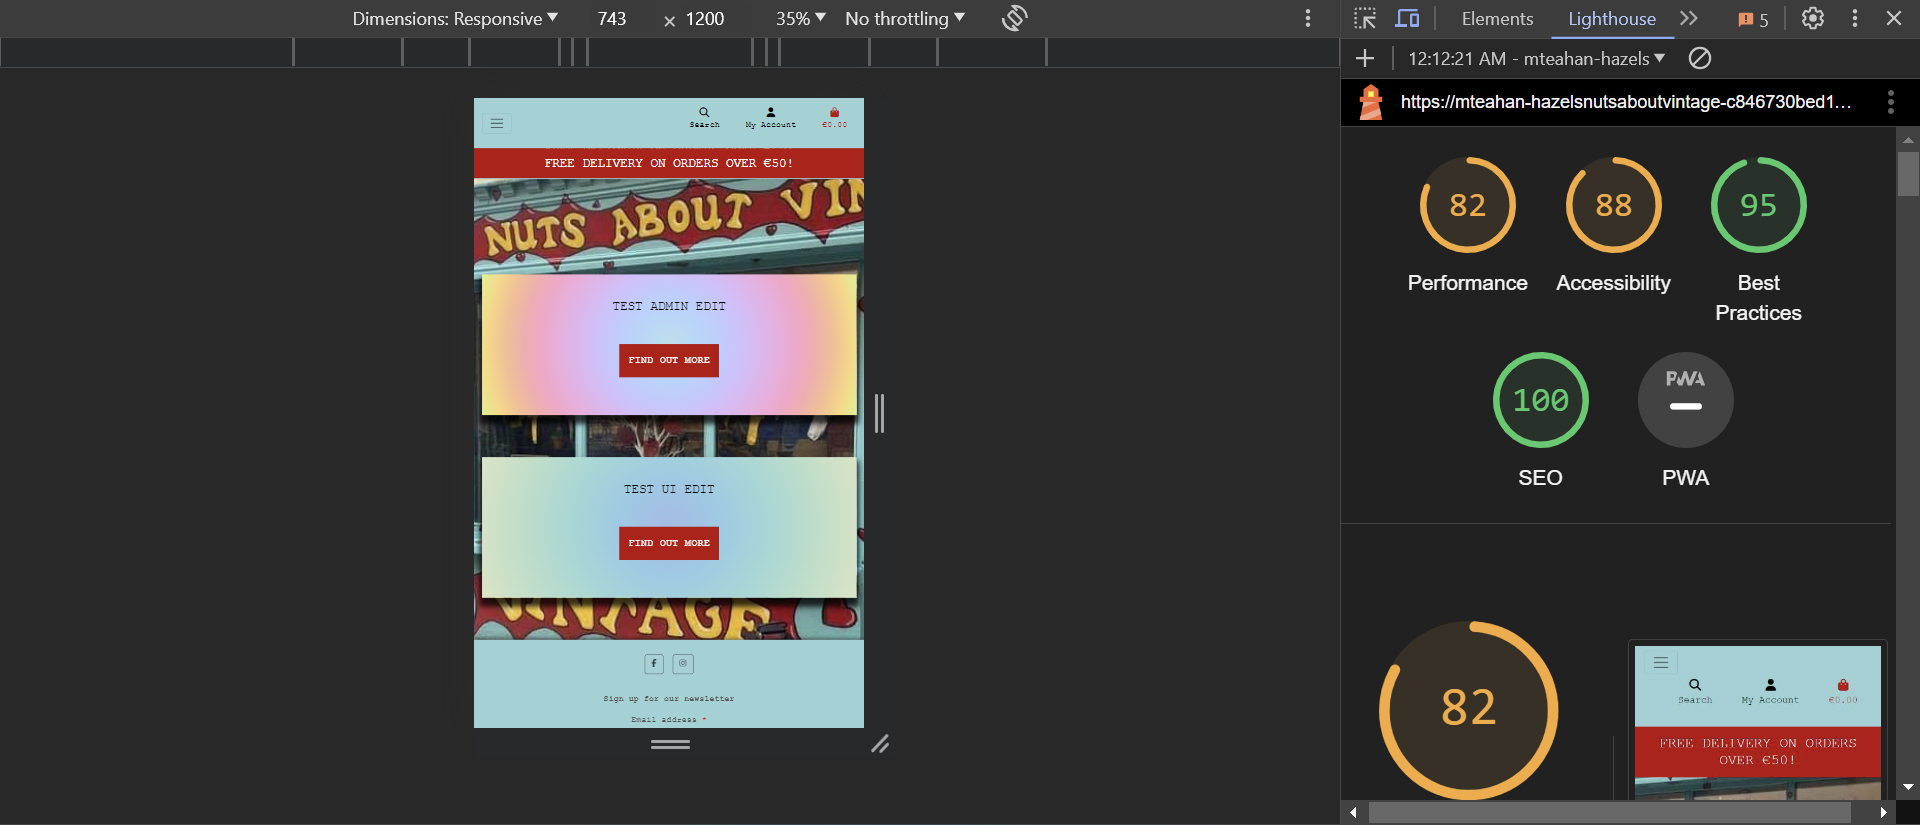 Dimensions: Responsive 743 × 1200 35% No throttling
Elements Lighthouse 5
12:12:21 AM - mteahan-hazels
https://mteahan-hazelsnutsaboutvintage-c846730bed1…
Search My Account €0.00
FREE DELIVERY ON ORDERS OVER €50!
NUTS ABOUT VIN
TEST ADMIN EDIT
FIND OUT MORE
TEST UI EDIT
FIND OUT MORE
VINTAGE
Sign up for our newsletter
Email address *
82 88 95
Performance Accessibility Best
Practices
PWA
100
SEO PWA
82
Search My Account €0.00
FREE DELIVERY ON ORDERS
OVER €50!